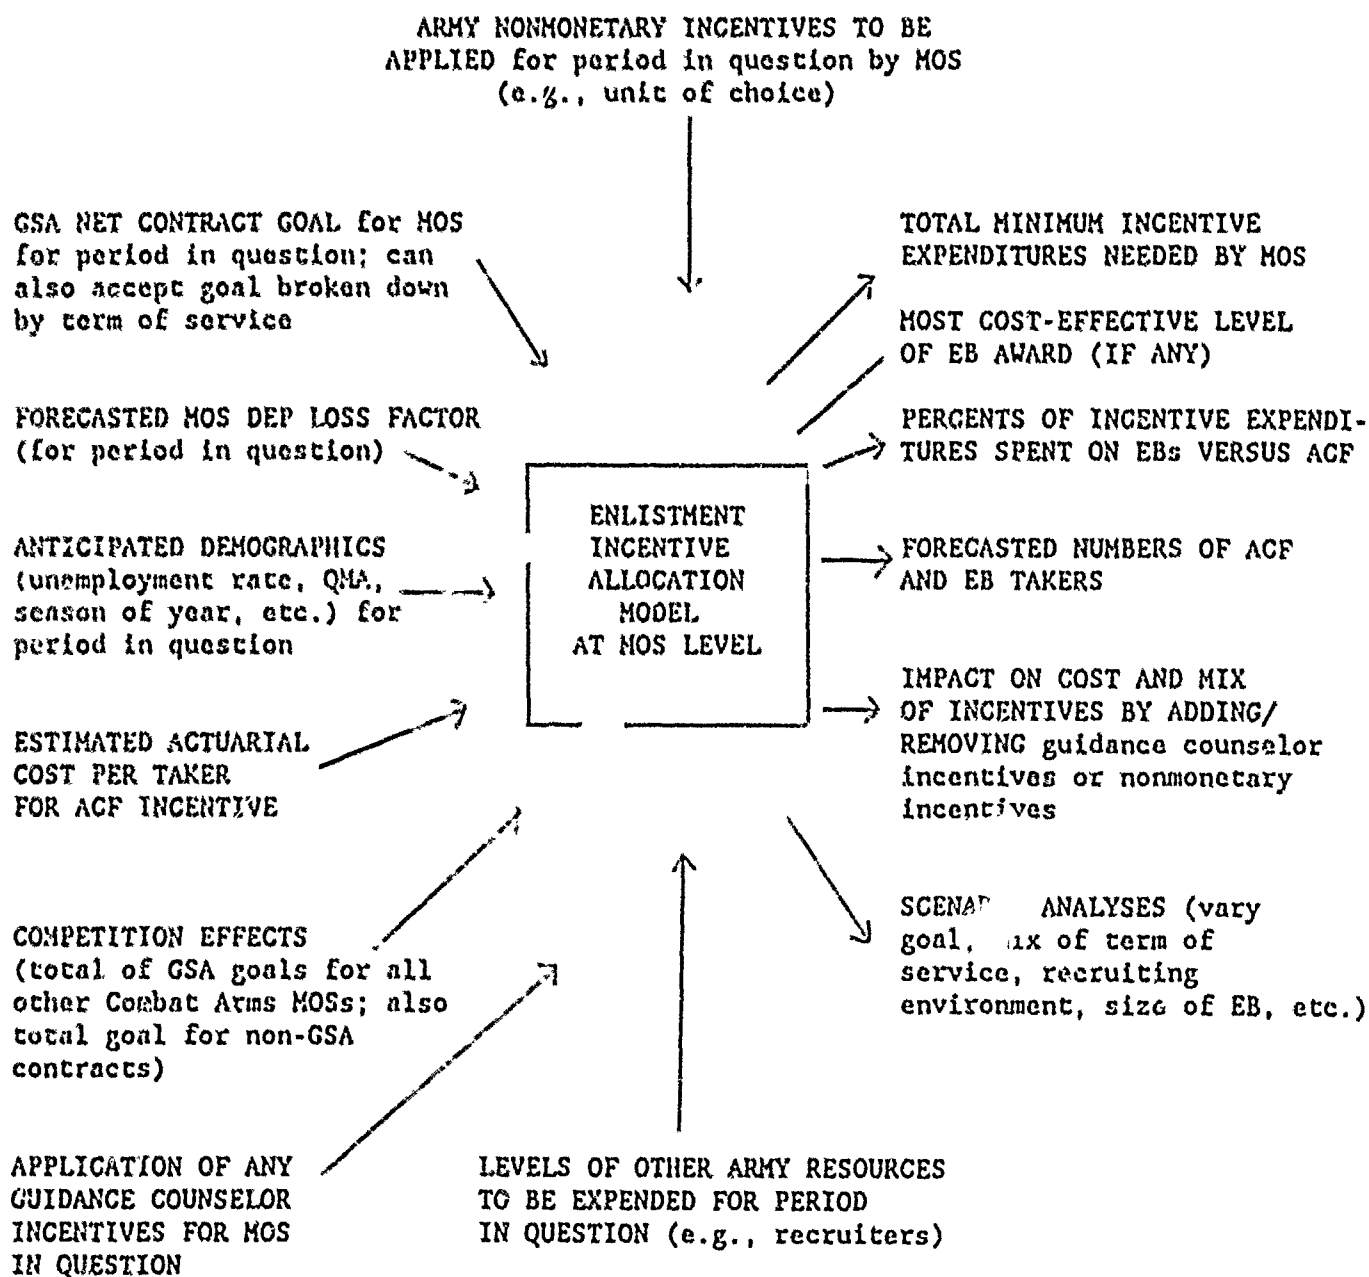 ARMY NONMONETARY INCENTIVES TO BE
APPLIED for period in question by MOS
(e.g., unit of choice)
GSA NET CONTRACT GOAL for MOS
for period in question; can
also accept goal broken down
by term of service
FORECASTED MOS DEP LOSS FACTOR
(for period in question)
ANTICIPATED DEMOGRAPHICS
(unemployment rate, QMA,
season of year, etc.) for
period in question
ESTIMATED ACTUARIAL
COST PER TAKER
FOR ACF INCENTIVE
COMPETITION EFFECTS
(total of GSA goals for all
other Combat Arms MOSs; also
total goal for non-GSA
contracts)
APPLICATION OF ANY
GUIDANCE COUNSELOR
INCENTIVES FOR MOS
IN QUESTION
ENLISTMENT
INCENTIVE
ALLOCATION
MODEL
AT MOS LEVEL
LEVELS OF OTHER ARMY RESOURCES
TO BE EXPENDED FOR PERIOD
IN QUESTION (e.g., recruiters)
TOTAL MINIMUM INCENTIVE
EXPENDITURES NEEDED BY MOS
MOST COST-EFFECTIVE LEVEL
OF EB AWARD (IF ANY)
PERCENTS OF INCENTIVE EXPENDI-
TURES SPENT ON EBs VERSUS ACF
FORECASTED NUMBERS OF ACF
AND EB TAKERS
IMPACT ON COST AND MIX
OF INCENTIVES BY ADDING/
REMOVING guidance counselor
incentives or nonmonetary
incentives
ANALYSES (vary
goal, of term of
service, recruiting
environment, size of EB, etc.)